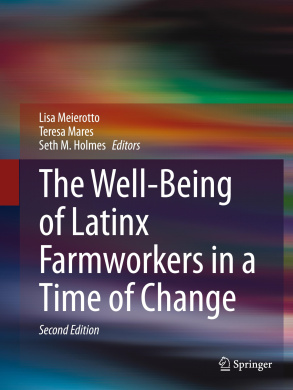 Lisa Meierotto
Teresa Mares
Seth M. Holmes Editors
The Well-Being
of Latinx
Farmworkers in a
Time of Change
Second Edition
Springer